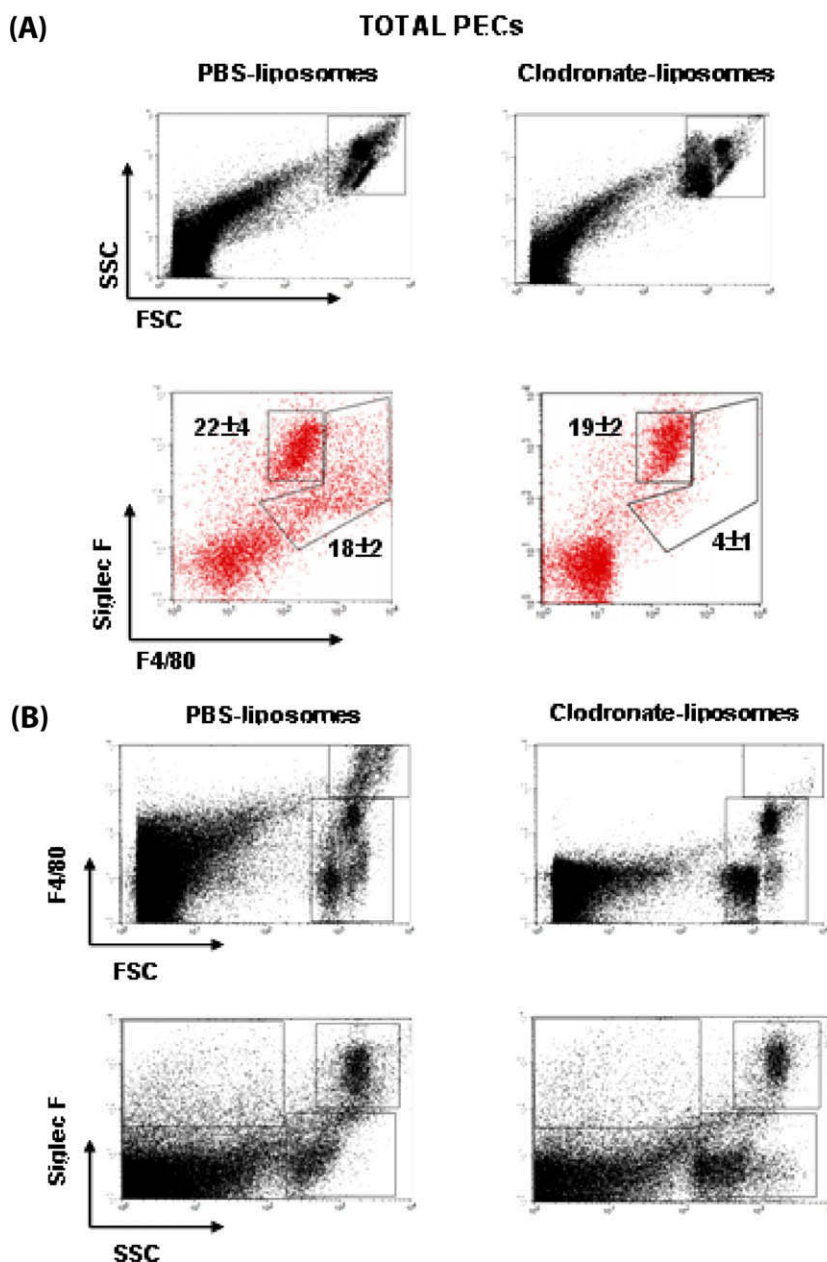 (A)
TOTAL PECs
PBS-liposomes
Clodronate-liposomes
SSC
FSC
22±4
18±2
19±2
4±1
Siglec F
F4/80
(B)
PBS-liposomes
Clodronate-liposomes
F4/80
FSC
Siglec F
SSC